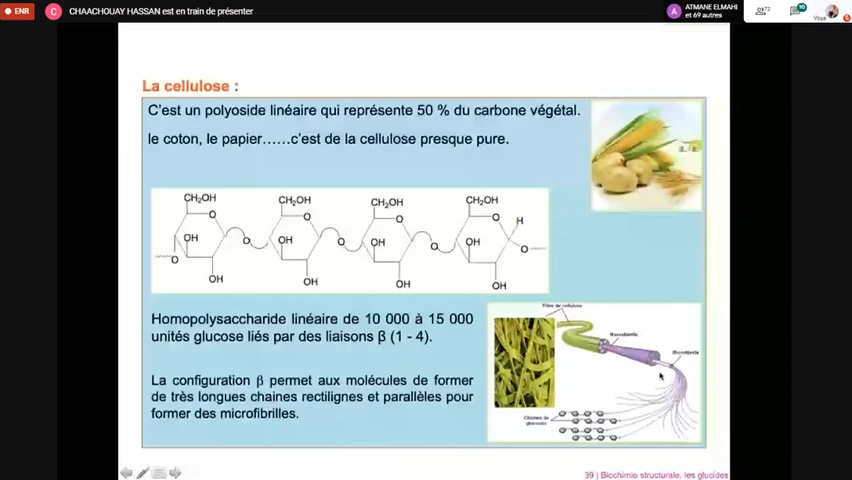 ENR
C
CHAACHOUAY HASSAN est en train de présenter
A
ATMANE ELMAHI
et 69 autres
72
10
Vous
La cellulose :
C'est un polyoside linéaire qui représente 50 % du carbone végétal.
le coton, le papier……c'est de la cellulose presque pure.
CH₂OH
CH₂OH
CH₂OH
CH₂OH
O
O
O
O
H
OH
O
OH
O
OH
O
OH
O
O
OH
OH
OH
OH
Homopolysaccharide linéaire de 10 000 à 15 000
unités glucose liés par des liaisons β (1 - 4).
La configuration β permet aux molécules de former
de très longues chaines rectilignes et parallèles pour
former des microfibrilles.
Fibre de cellulose
Macrofibrille
Microfibrille
Chaînes de
glucose
39 | Biochimie structurale, les glucides